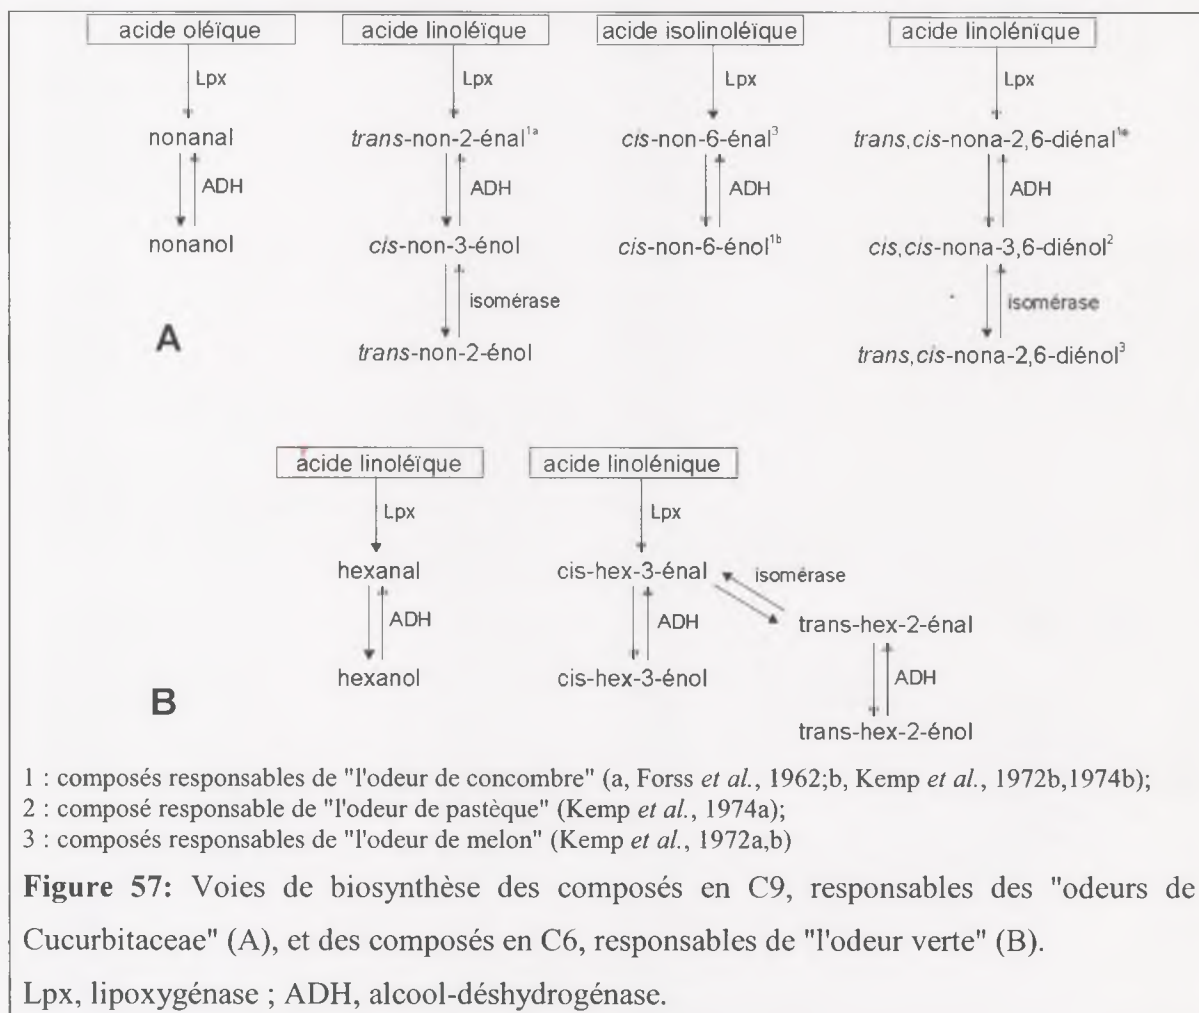 acide oléïque acide linoléïque acide isolinoléïque acide linolénïque
Lpx Lpx Lpx Lpx
nonanal trans-non-2-énal1a cis-non-6-énal3 trans,cis-nona-2,6-diénal1a
ADH ADH ADH ADH
nonanol cis-non-3-énol cis-non-6-énol1b cis,cis-nona-3,6-diénol2
isomérase isomérase
A
trans-non-2-énol trans,cis-nona-2,6-diénol3
acide linoléïque acide linolénique
Lpx Lpx
hexanal cis-hex-3-énal isomérase
ADH ADH trans-hex-2-énal
hexanol cis-hex-3-énol ADH
B
trans-hex-2-énol
1 : composés responsables de "l'odeur de concombre" (a, Forss et al., 1962;b, Kemp et al., 1972b,1974b);
2 : composé responsable de "l'odeur de pastèque" (Kemp et al., 1974a);
3 : composés responsables de "l'odeur de melon" (Kemp et al., 1972a,b)
Figure 57: Voies de biosynthèse des composés en C9, responsables des "odeurs de
Cucurbitaceae" (A), et des composés en C6, responsables de "l'odeur verte" (B).
Lpx, lipoxygénase ; ADH, alcool-déshydrogénase.